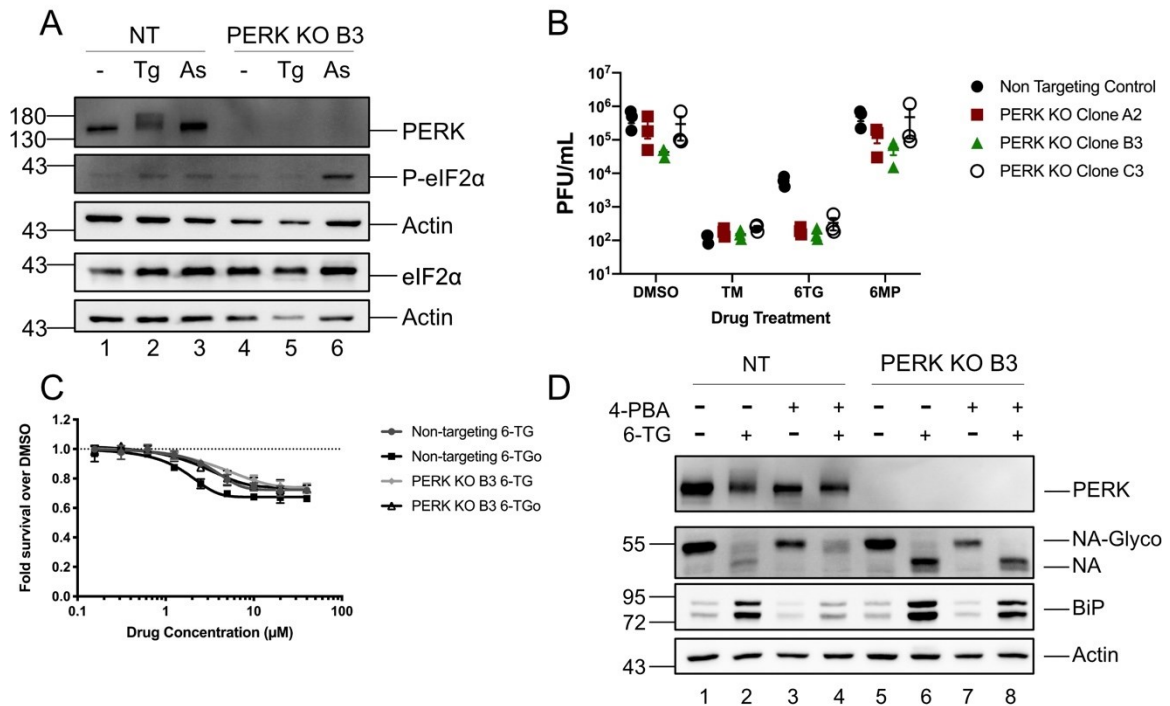 A
NT PERK KO B3
- Tg As - Tg As
180
130
PERK
43
P-eIF2α
43
Actin
43
eIF2α
43
Actin
1 2 3 4 5 6
B
PFU/mL
10⁷
10⁶
10⁵
10⁴
10³
10²
10¹
DMSO TM 6TG 6MP
Drug Treatment
Non Targeting Control
PERK KO Clone A2
PERK KO Clone B3
PERK KO Clone C3
C
Fold survival over DMSO
1.2
1.0
0.8
0.6
0.4
0.2
0.0
0.1 1 10 100
Drug Concentration (µM)
Non-targeting 6-TG
Non-targeting 6-TGo
PERK KO B3 6-TG
PERK KO B3 6-TGo
D
NT PERK KO B3
4-PBA - - + + - - + +
6-TG - + - + - + - +
PERK
55
NA-Glyco
NA
95
72
BiP
43
Actin
1 2 3 4 5 6 7 8